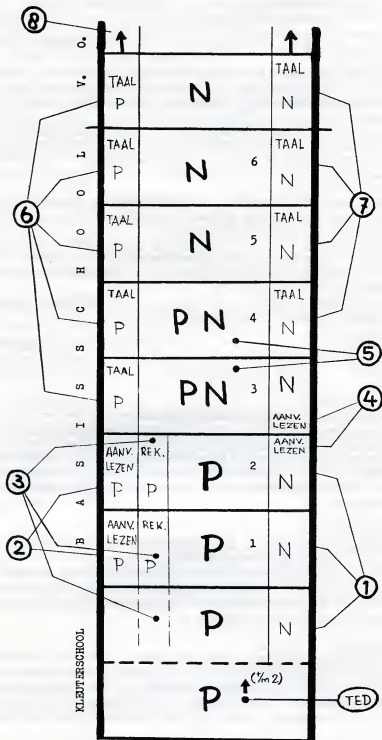 ⑧
V. O.
TAAL P N TAAL N
TAAL P N 6 TAAL N
⑥ ⑦
TAAL P N 5 TAAL N
TAAL P PN 4 TAAL N
⑤
TAAL P PN 3 N AANV. LEZEN
④
AANV. LEZEN P REK. P P 2 AANV. LEZEN N
③
②
AANV. LEZEN P REK. P P 1 N
①
P N
BASISSCHOOL
KLEUTERSCHOOL
P (1/m 2)
TED